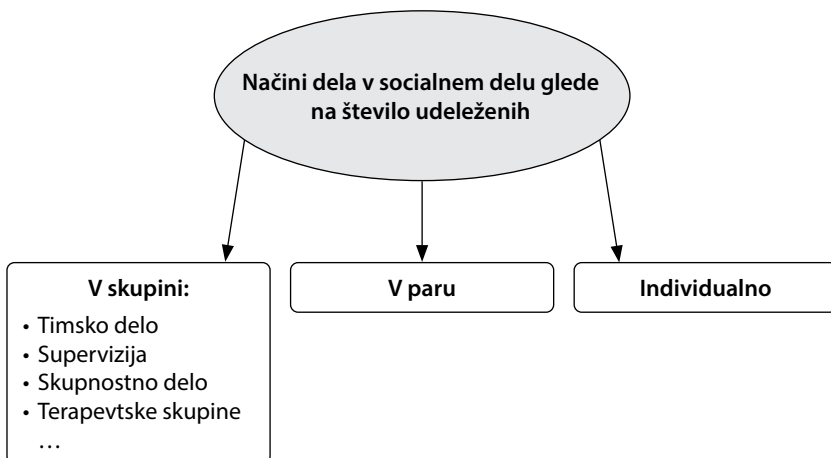 Načini dela v socialnem delu glede
na število udeleženih
V skupini:
• Timsko delo
• Supervizija
• Skupnostno delo
• Terapevtske skupine
…
V paru
Individualno